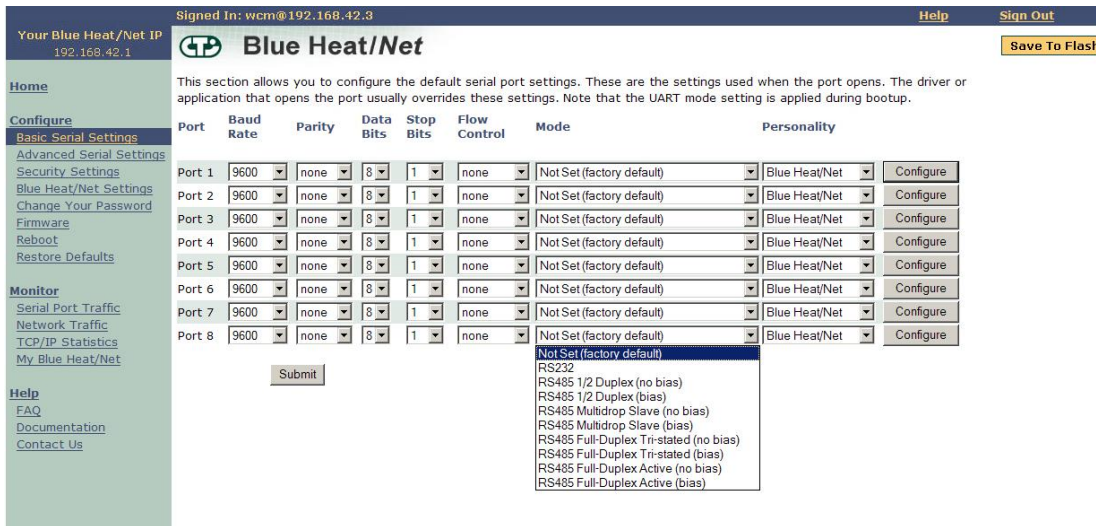 Signed In: wcm@192.168.42.3 Help Sign Out
Your Blue Heat/Net IP
192.168.42.1
CTI Blue Heat/Net
Save To Flash
Home
Configure
Basic Serial Settings
Advanced Serial Settings
Security Settings
Blue Heat/Net Settings
Change Your Password
Firmware
Reboot
Restore Defaults
Monitor
Serial Port Traffic
Network Traffic
TCP/IP Statistics
My Blue Heat/Net
Help
FAQ
Documentation
Contact Us
This section allows you to configure the default serial port settings. These are the settings used when the port opens. The driver or
application that opens the port usually overrides these settings. Note that the UART mode setting is applied during bootup.
Port Baud Rate Parity Data Bits Stop Bits Flow Control Mode Personality
Port 1 9600 none 8 1 none Not Set (factory default) Blue Heat/Net Configure
Port 2 9600 none 8 1 none Not Set (factory default) Blue Heat/Net Configure
Port 3 9600 none 8 1 none Not Set (factory default) Blue Heat/Net Configure
Port 4 9600 none 8 1 none Not Set (factory default) Blue Heat/Net Configure
Port 5 9600 none 8 1 none Not Set (factory default) Blue Heat/Net Configure
Port 6 9600 none 8 1 none Not Set (factory default) Blue Heat/Net Configure
Port 7 9600 none 8 1 none Not Set (factory default) Blue Heat/Net Configure
Port 8 9600 none 8 1 none Not Set (factory default) Blue Heat/Net Configure
Not Set (factory default)
RS232
RS485 1/2 Duplex (no bias)
RS485 1/2 Duplex (bias)
RS485 Multidrop Slave (no bias)
RS485 Multidrop Slave (bias)
RS485 Full-Duplex Tri-stated (no bias)
RS485 Full-Duplex Tri-stated (bias)
RS485 Full-Duplex Active (no bias)
RS485 Full-Duplex Active (bias)
Submit